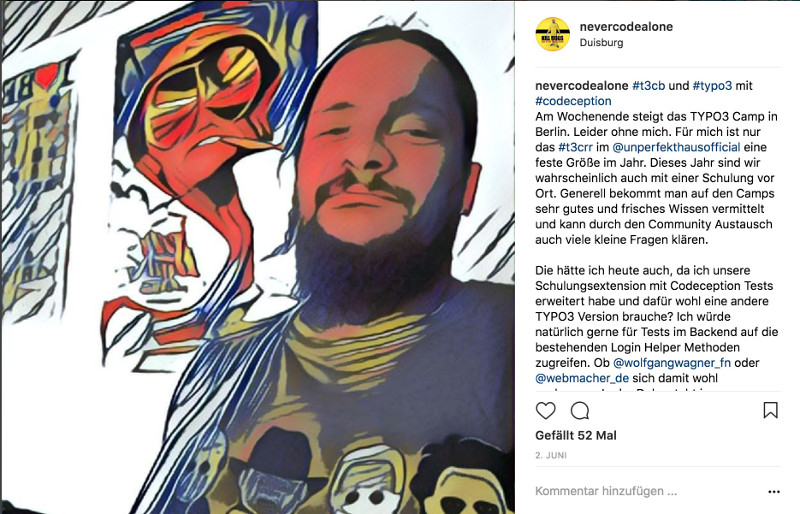 nevercodealone
Duisburg
nevercodealone #t3cb und #typo3 mit
#codeception
Am Wochenende steigt das TYPO3 Camp in
Berlin. Leider ohne mich. Für mich ist nur
das #t3crr im @unperfekthausofficial eine
feste Größe im Jahr. Dieses Jahr sind wir
wahrscheinlich auch mit einer Schulung vor
Ort. Generell bekommt man auf den Camps
sehr gutes und frisches Wissen vermittelt
und kann durch den Community Austausch
auch viele kleine Fragen klären.
Die hätte ich heute auch, da ich unsere
Schulungsextension mit Codeception Tests
erweitert habe und dafür wohl eine andere
TYPO3 Version brauche? Ich würde
natürlich gerne für Tests im Backend auf die
bestehenden Login Helper Methoden
zugreifen. Ob @wolfgangwagner_fn oder
@webmacher_de sich damit wohl
Gefällt 52 Mal
2. JUNI
Kommentar hinzufügen ...